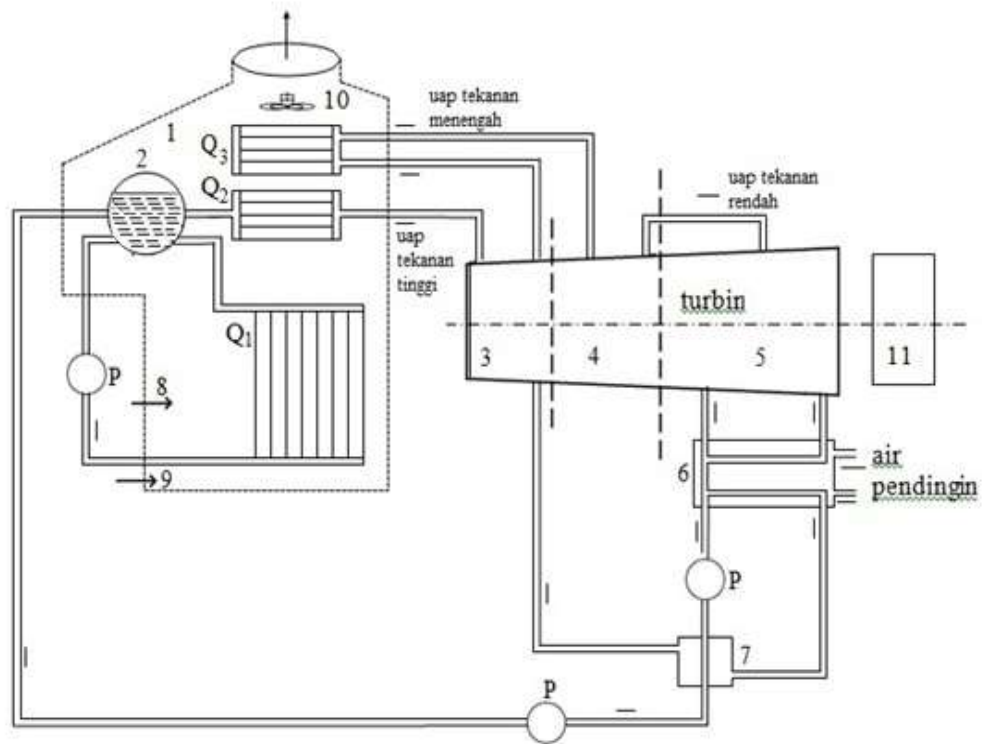 10
uap tekanan
menengah
1
2
Q3
Q2
uap tekanan
rendah
uap
tekanan
tinggi
turbin
Q1
3
4
5
11
P
8
9
6
air
pendingin
P
7
P